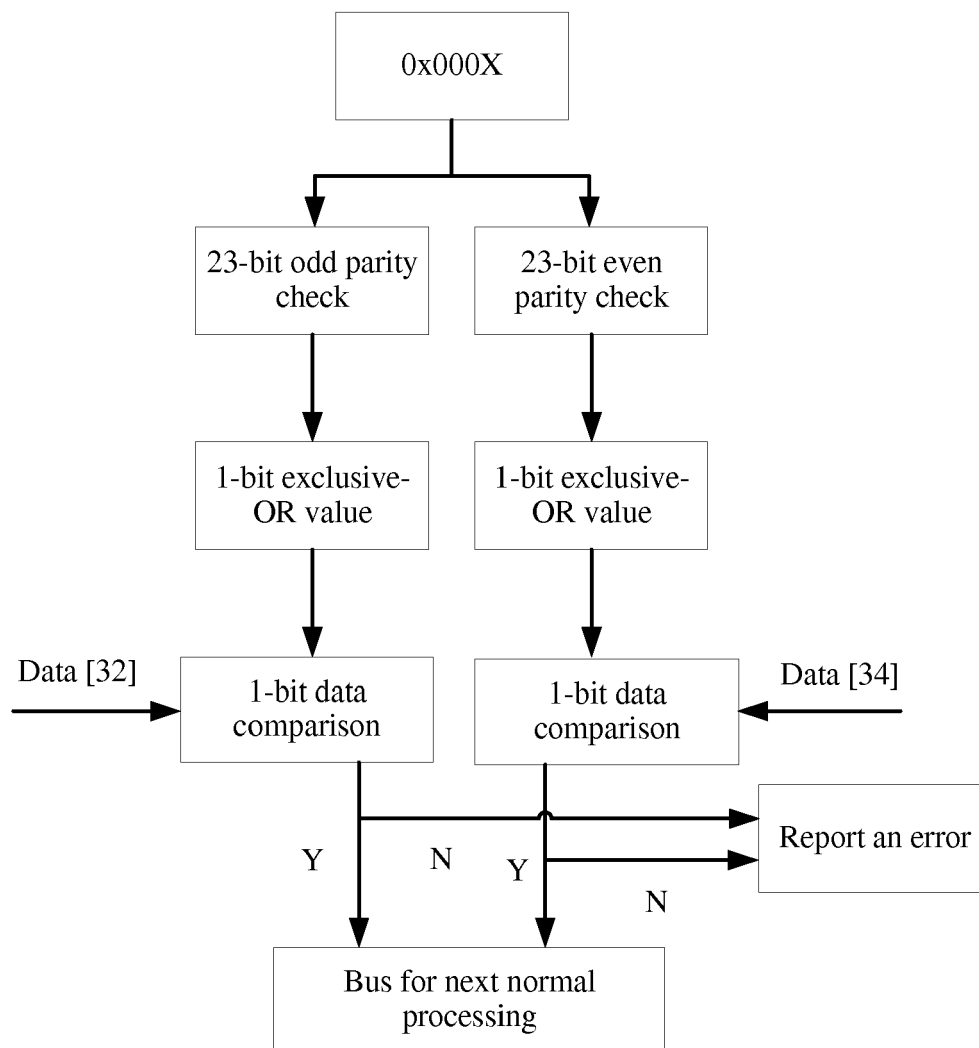 0x000X
23-bit odd parity
check
23-bit even
parity check
1-bit exclusive-
OR value
1-bit exclusive-
OR value
Data [32]
1-bit data
comparison
1-bit data
comparison
Data [34]
Report an error
Y
N
Y
N
Bus for next normal
processing